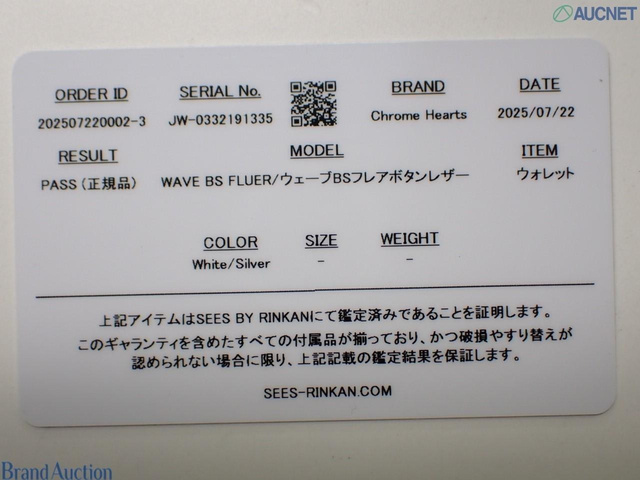 AUCNET
ORDER ID SERIAL No. BRAND DATE
202507220002-3 JW-0332191335 Chrome Hearts 2025/07/22
RESULT MODEL ITEM
PASS(正規品) WAVE BS FLUER/ウェーブBSフレアボタンレザー ウォレット
COLOR SIZE WEIGHT
White/Silver - -
上記アイテムはSEES BY RINKANにて鑑定済みであることを証明します。
このギャランティを含めたすべての付属品が揃っており、かつ破損やすり替えが
認められない場合に限り、上記記載の鑑定結果を保証します。
SEES-RINKAN.COM
Brand Auction